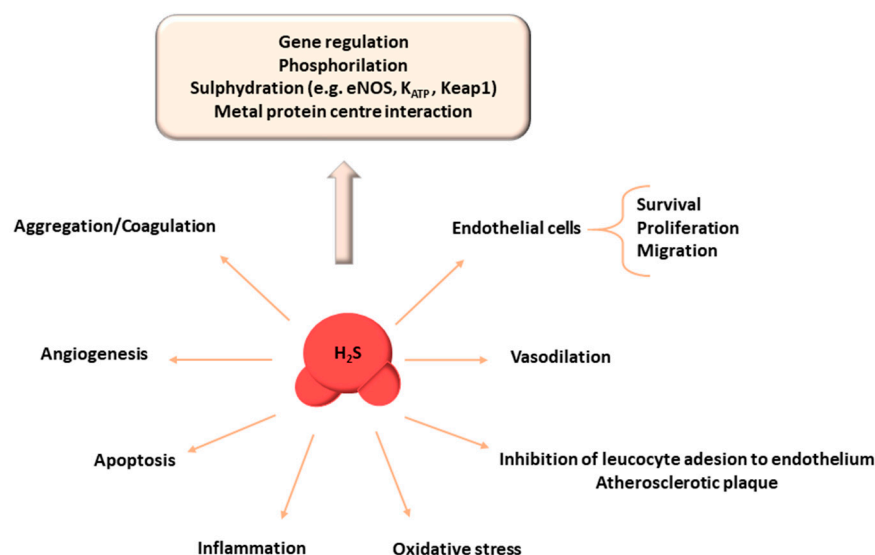 Gene regulation
Phosphorilation
Sulphydration (e.g. eNOS, K_ATP, Keap1)
Metal protein centre interaction
Aggregation/Coagulation
Endothelial cells
Survival
Proliferation
Migration
Angiogenesis
H₂S
Vasodilation
Apoptosis
Inhibition of leucocyte adesion to endothelium
Atherosclerotic plaque
Inflammation
Oxidative stress